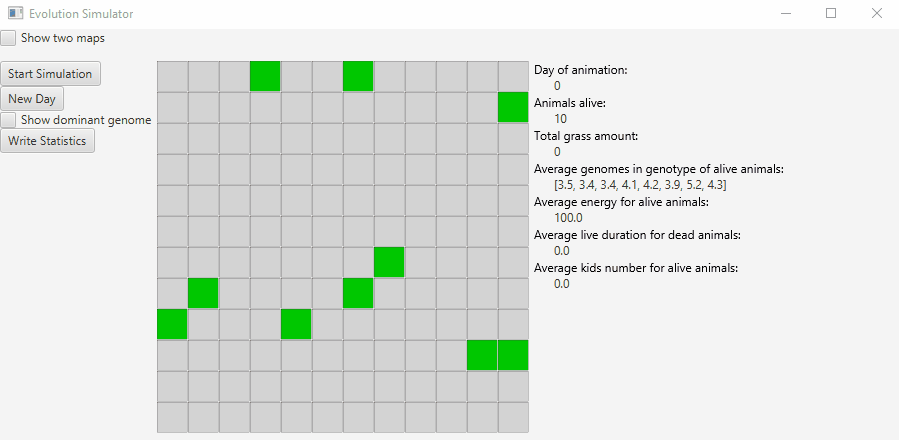 Evolution Simulator
Show two maps
Start Simulation
New Day
Show dominant genome
Write Statistics
Day of animation:
0
Animals alive:
10
Total grass amount:
0
Average genomes in genotype of alive animals:
[3.5, 3.4, 3.4, 4.1, 4.2, 3.9, 5.2, 4.3]
Average energy for alive animals:
100.0
Average live duration for dead animals:
0.0
Average kids number for alive animals:
0.0